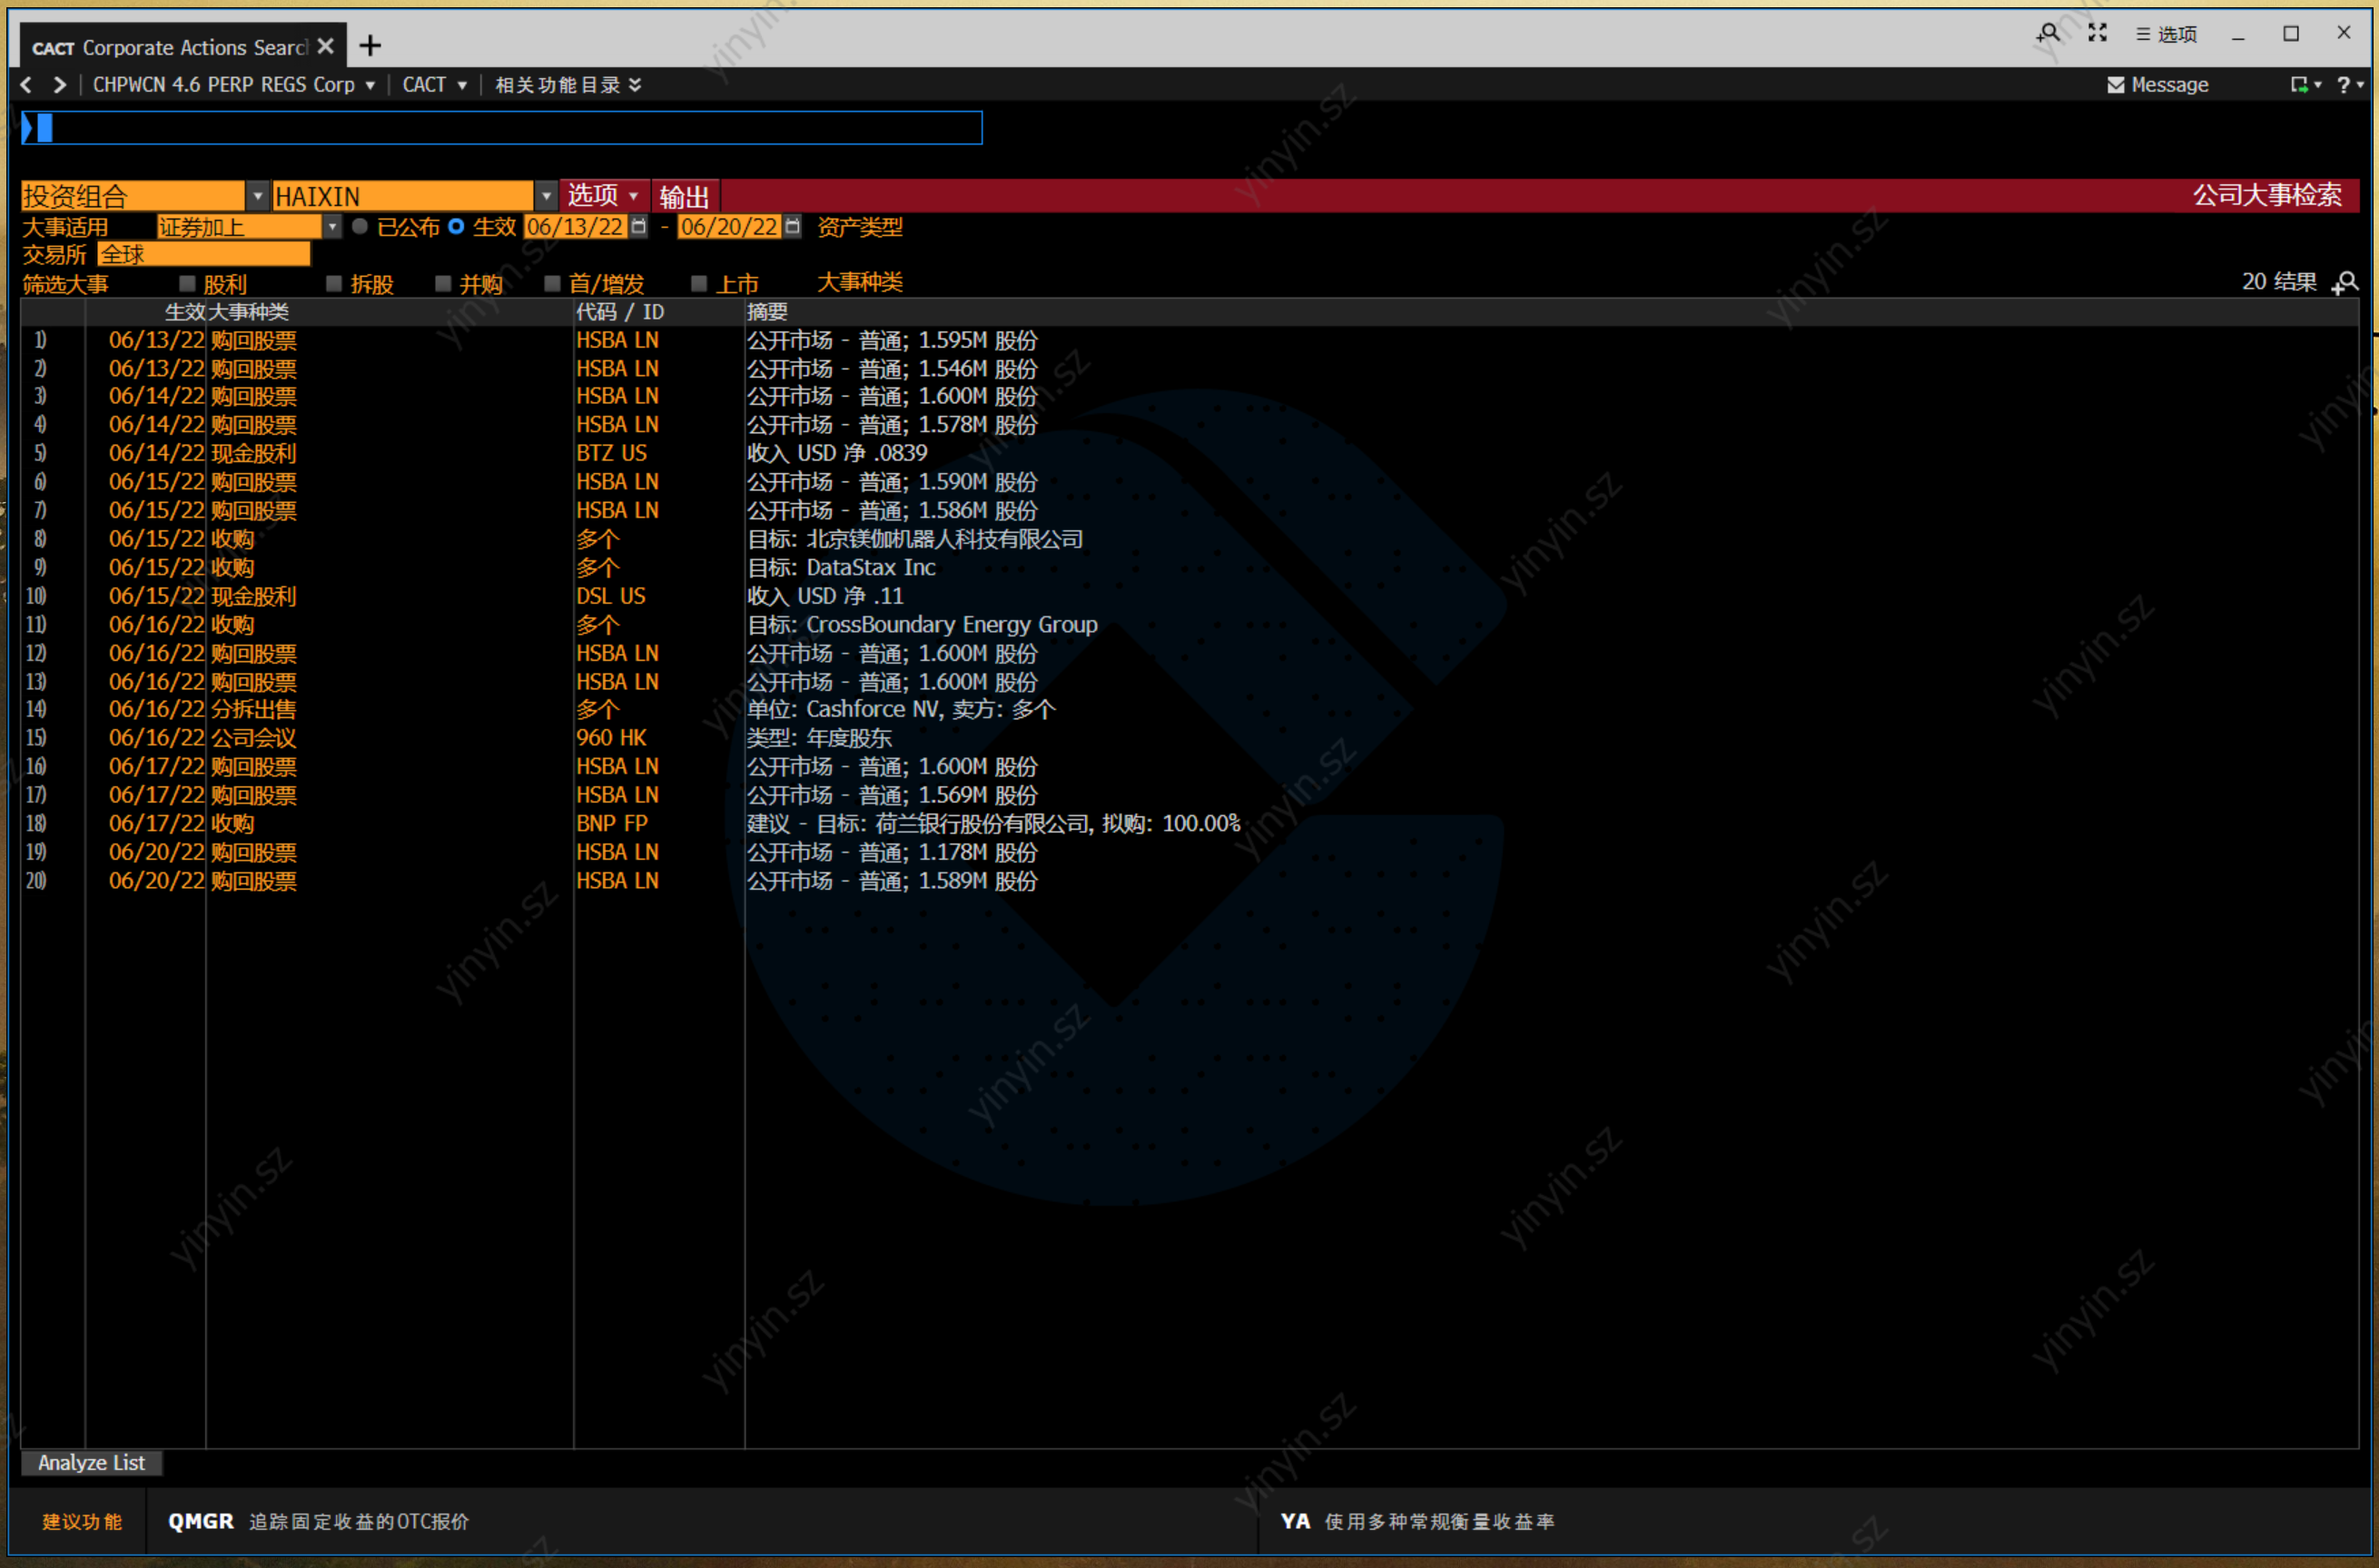 CACT Corporate Actions Searc
选项
CHPWCN 4.6 PERP REGS Corp CACT 相关功能目录 Message ?
投资组合 HAIXIN 选项 输出 公司大事检索
大事适用 证券加上 已公布 生效 06/13/22 - 06/20/22 资产类型
交易所 全球
筛选大事 股利 拆股 并购 首/增发 上市 大事种类 20 结果
生效 大事种类 代码 / ID 摘要
1) 06/13/22 购回股票 HSBA LN 公开市场 - 普通; 1.595M 股份
2) 06/13/22 购回股票 HSBA LN 公开市场 - 普通; 1.546M 股份
3) 06/14/22 购回股票 HSBA LN 公开市场 - 普通; 1.600M 股份
4) 06/14/22 购回股票 HSBA LN 公开市场 - 普通; 1.578M 股份
5) 06/14/22 现金股利 BTZ US 收入 USD 净 .0839
6) 06/15/22 购回股票 HSBA LN 公开市场 - 普通; 1.590M 股份
7) 06/15/22 购回股票 HSBA LN 公开市场 - 普通; 1.586M 股份
8) 06/15/22 收购 多个 目标: 北京镁伽机器人科技有限公司
9) 06/15/22 收购 多个 目标: DataStax Inc
10) 06/15/22 现金股利 DSL US 收入 USD 净 .11
11) 06/16/22 收购 多个 目标: CrossBoundary Energy Group
12) 06/16/22 购回股票 HSBA LN 公开市场 - 普通; 1.600M 股份
13) 06/16/22 购回股票 HSBA LN 公开市场 - 普通; 1.600M 股份
14) 06/16/22 分拆出售 多个 单位: Cashforce NV, 卖方: 多个
15) 06/16/22 公司会议 960 HK 类型: 年度股东
16) 06/17/22 购回股票 HSBA LN 公开市场 - 普通; 1.600M 股份
17) 06/17/22 购回股票 HSBA LN 公开市场 - 普通; 1.569M 股份
18) 06/17/22 收购 BNP FP 建议 - 目标: 荷兰银行股份有限公司, 拟购: 100.00%
19) 06/20/22 购回股票 HSBA LN 公开市场 - 普通; 1.178M 股份
20) 06/20/22 购回股票 HSBA LN 公开市场 - 普通; 1.589M 股份
Analyze List
建议功能 QMGR 追踪固定收益的OTC报价 YA 使用多种常规衡量收益率
yinyin.sz